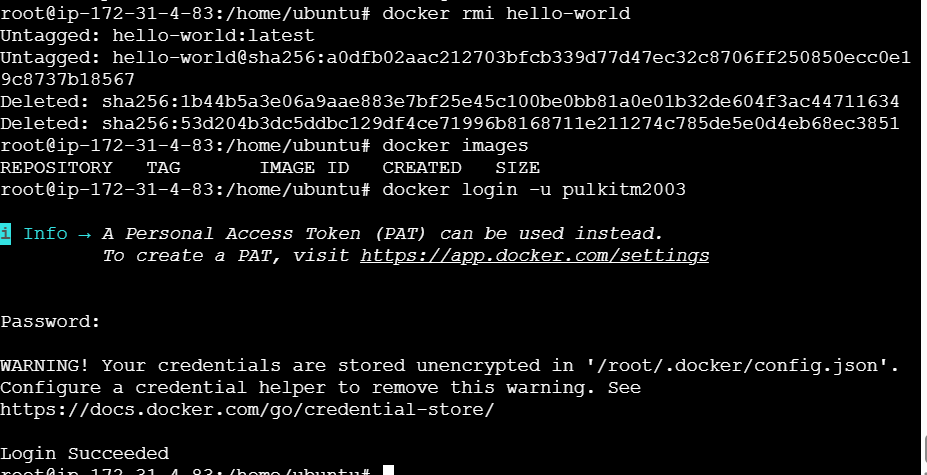 root@ip-172-31-4-83:/home/ubuntu# docker rmi hello-world
Untagged: hello-world:latest
Untagged: hello-world@sha256:a0dfb02aac212703bfcb339d77d47ec32c8706ff250850ecc0e1
9c8737b18567
Deleted: sha256:1b44b5a3e06a9aae883e7bf25e45c100be0bb81a0e01b32de604f3ac44711634
Deleted: sha256:53d204b3dc5ddbc129df4ce71996b8168711e211274c785de5e0d4eb68ec3851
root@ip-172-31-4-83:/home/ubuntu# docker images
REPOSITORY   TAG       IMAGE ID   CREATED   SIZE
root@ip-172-31-4-83:/home/ubuntu# docker login -u pulkitm2003
i Info → A Personal Access Token (PAT) can be used instead.
To create a PAT, visit https://app.docker.com/settings
Password:
WARNING! Your credentials are stored unencrypted in '/root/.docker/config.json'.
Configure a credential helper to remove this warning. See
https://docs.docker.com/go/credential-store/
Login Succeeded
root@ip-172-31-4-83:/home/ubuntu#